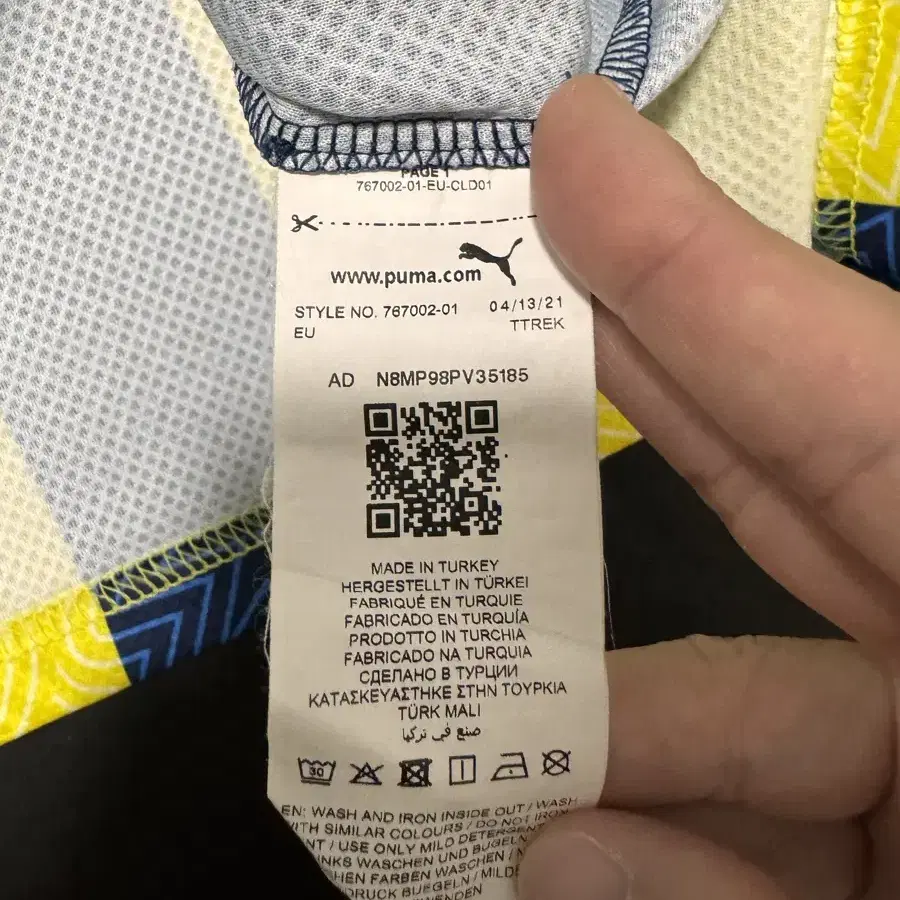 PAGE 1
767002-01-EU-CLD01
www.puma.com
STYLE NO. 767002-01 04/13/21
EU TTREK
AD N8MP98PV35185
MADE IN TURKEY
HERGESTELLT IN TÜRKEI
FABRIQUÉ EN TURQUIE
FABRICADO EN TURQUÍA
PRODOTTO IN TURCHIA
FABRICADO NA TURQUIA
СДЕЛАНО В ТУРЦИИ
ΚΑΤΑΣΚΕΥΑΣΤΗΚΕ ΣΤΗΝ ΤΟΥΡΚΙΑ
TÜRK MALI
صنع في تركيا
30
EN: WASH AND IRON INSIDE OUT / WASH
WITH SIMILAR COLOURS / DO NOT IRON
/ USE ONLY MILD DETERGENT
WASCHEN UND BUGELN
FARBEN WASCHEN /
BUEGELN / MILDE